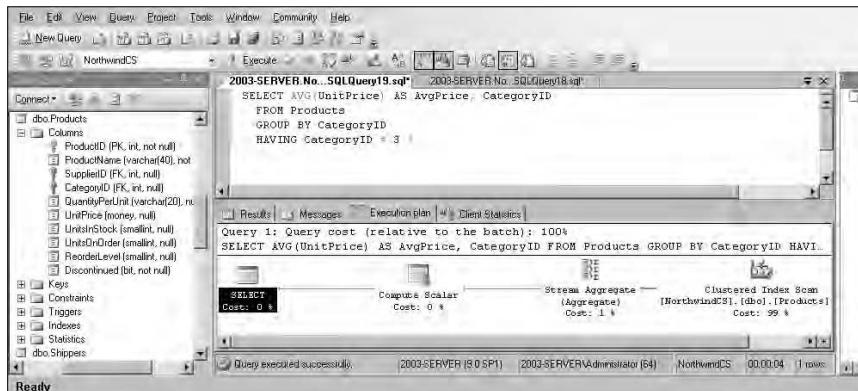 File Edit View Query Project Tools Window Community Help
New Query
NorthwindCS
Execute
Connect
dbo.Products
Columns
ProductID (PK, int, not null)
ProductName (varchar(40), not
SupplierID (FK, int, null)
CategoryID (FK, int, null)
QuantityPerUnit (varchar(20), nu
UnitPrice (money, null)
UnitsInStock (smallint, null)
UnitsOnOrder (smallint, null)
ReorderLevel (smallint, null)
Discontinued (bit, not null)
Keys
Constraints
Triggers
Indexes
Statistics
dbo.Shippers
2003-SERVER.No...SQLQuery19.sql* 2003-SERVER.No...SQLQuery18.sql*
SELECT AVG(UnitPrice) AS AvgPrice, CategoryID
FROM Products
GROUP BY CategoryID
HAVING CategoryID = 3
Results Messages Execution plan Client Statistics
Query 1: Query cost (relative to the batch): 100%
SELECT AVG(UnitPrice) AS AvgPrice, CategoryID FROM Products GROUP BY CategoryID HAVI...
SELECT
Cost: 0 %
Compute Scalar
Cost: 0 %
Stream Aggregate
(Aggregate)
Cost: 1 %
Clustered Index Scan
[NorthwindCS].[dbo].[Products]
Cost: 99 %
Query executed successfully. 2003-SERVER (9.0 SP1) 2003-SERVER\Administrator (64) NorthwindCS 00:00:04 1 rows
Ready